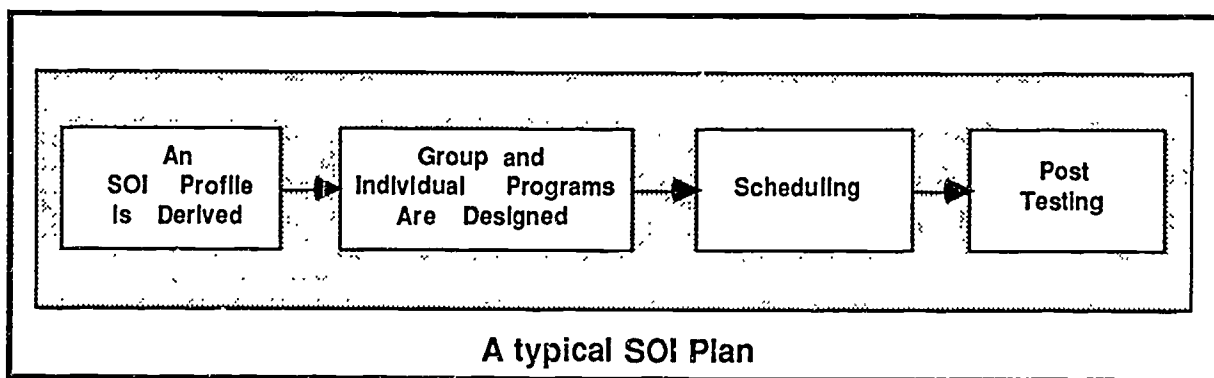 An
SOI Profile
Is Derived
Group and
Individual Programs
Are Designed
Scheduling
Post
Testing
A typical SOI Plan